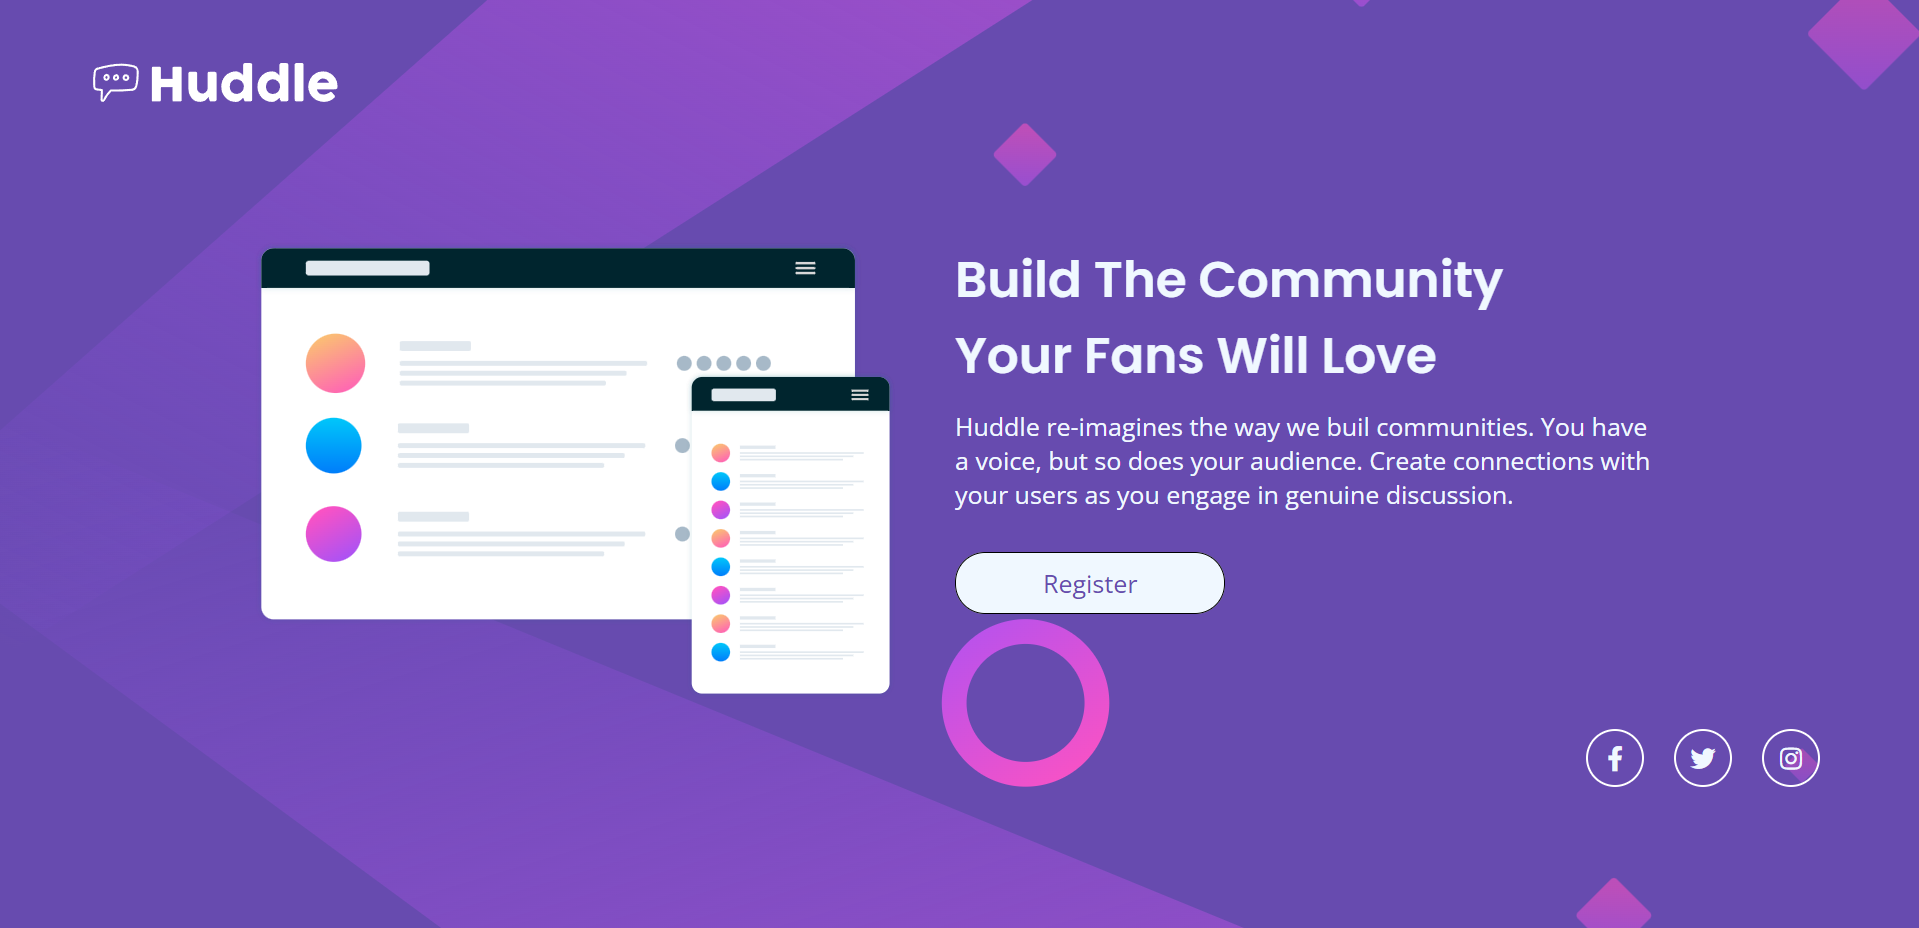 Huddle
Build The Community
Your Fans Will Love
Huddle re-imagines the way we buil communities. You have
a voice, but so does your audience. Create connections with
your users as you engage in genuine discussion.
Register